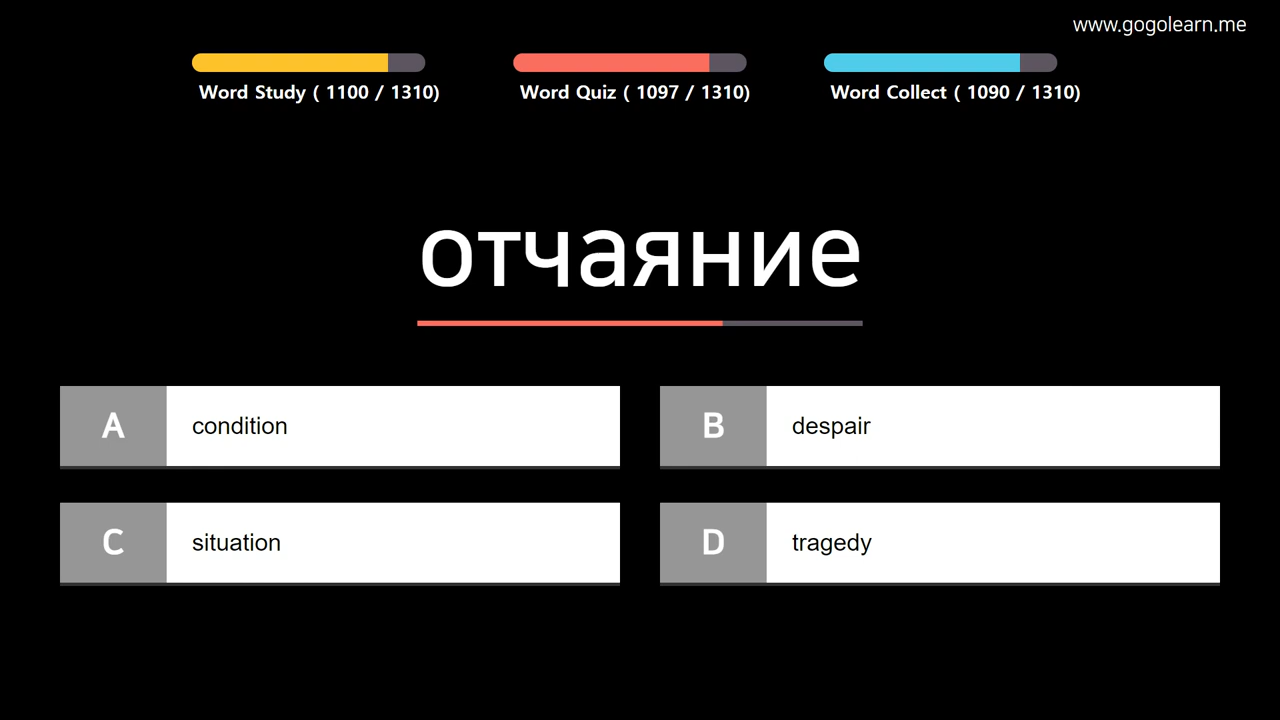 www.gogolearn.me
Word Study ( 1100 / 1310)
Word Quiz ( 1097 / 1310)
Word Collect ( 1090 / 1310)
отчаяние
A condition
B despair
C situation
D tragedy